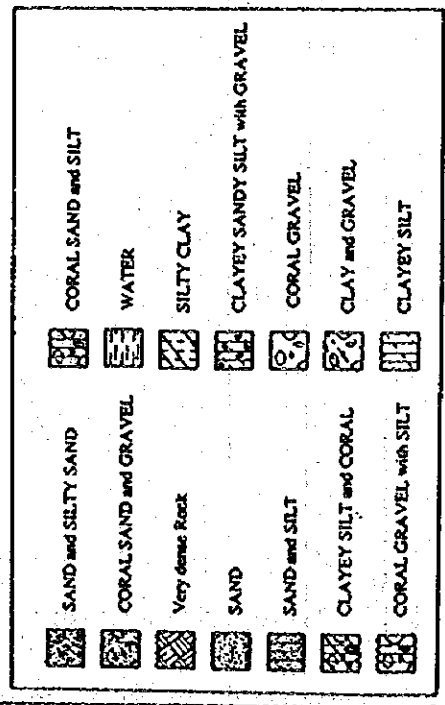 SAND and SILTY SAND
CORAL SAND and GRAVEL
Very dense Rock
SAND
SAND and SILT
CLAYEY SILT and CORAL
CORAL GRAVEL with SILT
CORAL SAND and SILT
WATER
SILTY CLAY
CLAYEY SANDY SILT with GRAVEL
CORAL GRAVEL
CLAY and GRAVEL
CLAYEY SILT